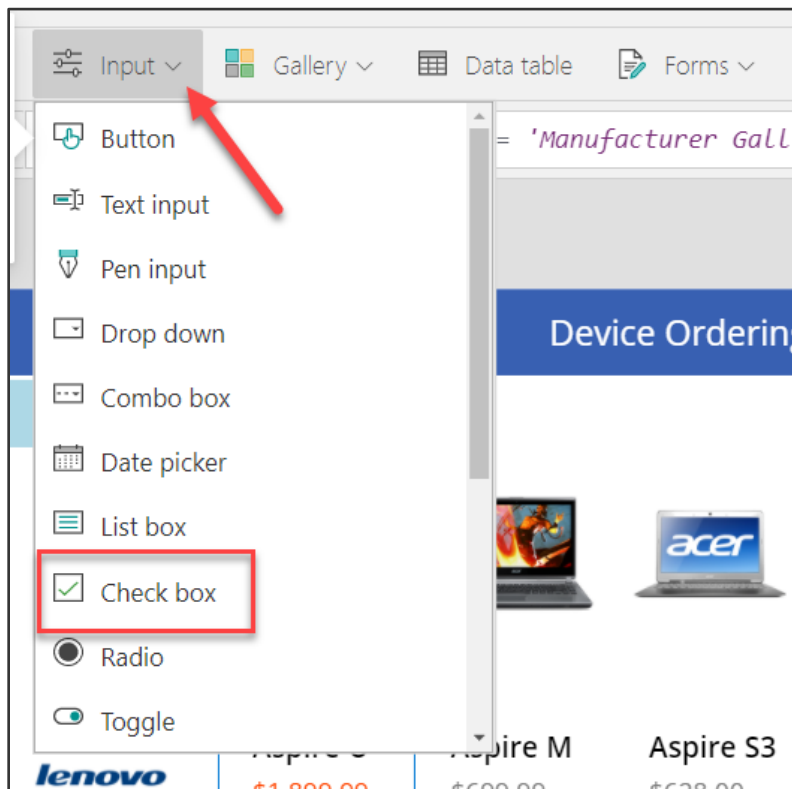 Input Gallery Data table Forms
= 'Manufacturer Gall
Button
Text input
Pen input
Drop down
Combo box
Date picker
List box
Check box
Radio
Toggle
Device Ordering
acer
Aspire M Aspire S3
lenovo